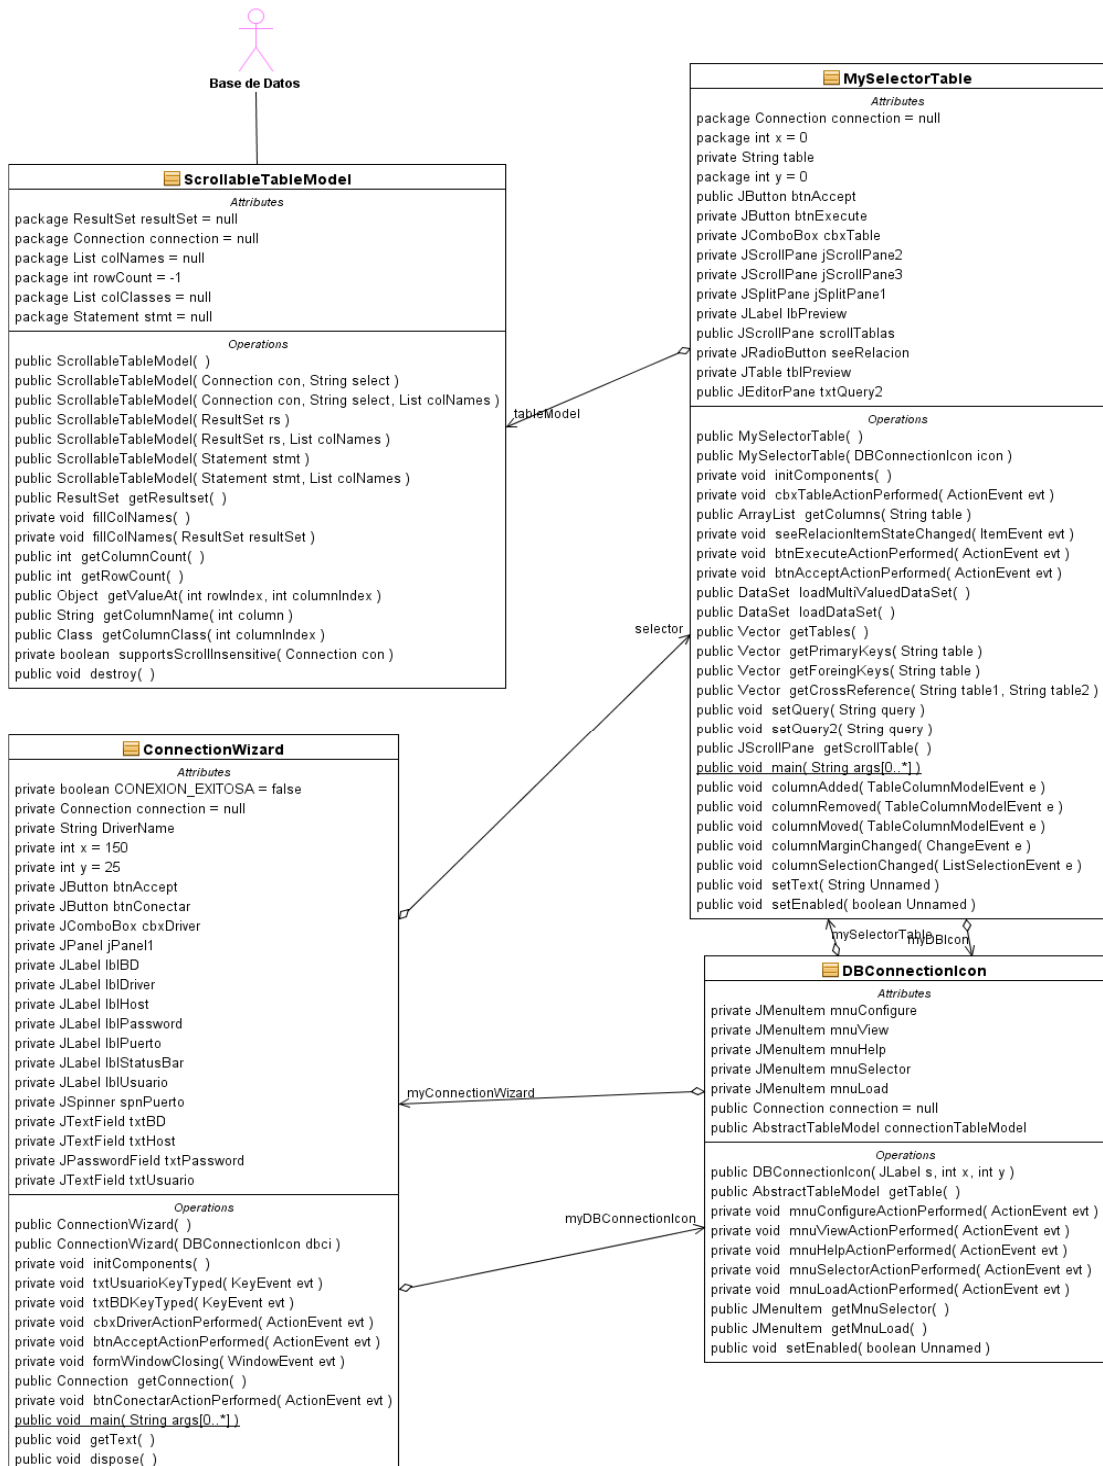 Base de Datos
ScrollableTableModel
Attributes
package ResultSet resultSet = null
package Connection connection = null
package List colNames = null
package int rowCount = -1
package List colClasses = null
package Statement stmt = null
Operations
public ScrollableTableModel( )
public ScrollableTableModel( Connection con, String select )
public ScrollableTableModel( Connection con, String select, List colNames )
public ScrollableTableModel( ResultSet rs )
public ScrollableTableModel( ResultSet rs, List colNames )
public ScrollableTableModel( Statement stmt )
public ScrollableTableModel( Statement stmt, List colNames )
public ResultSet getResultset( )
private void fillColNames( )
private void fillColNames( ResultSet resultSet )
public int getColumnCount( )
public int getRowCount( )
public Object getValueAt( int rowIndex, int columnIndex )
public String getColumnName( int column )
public Class getColumnClass( int columnIndex )
private boolean supportsScrollInsensitive( Connection con )
public void destroy( )
MySelectorTable
Attributes
package Connection connection = null
package int x = 0
private String table
package int y = 0
public JButton btnAccept
private JButton btnExecute
private JComboBox cbxTable
private JScrollPane jScrollPane2
private JScrollPane jScrollPane3
private JSplitPane jSplitPane1
private JLabel lbPreview
public JScrollPane scrollTablas
private JRadioButton seeRelacion
private JTable tblPreview
public JEditorPane txtQuery2
Operations
public MySelectorTable( )
public MySelectorTable( DBConnectionIcon icon )
private void initComponents( )
private void cbxTableActionPerformed( ActionEvent evt )
public ArrayList getColumns( String table )
private void seeRelacionItemStateChanged( ItemEvent evt )
private void btnExecuteActionPerformed( ActionEvent evt )
private void btnAcceptActionPerformed( ActionEvent evt )
public DataSet loadMultiValuedDataSet( )
public DataSet loadDataSet( )
public Vector getTables( )
public Vector getPrimaryKeys( String table )
public Vector getForeingKeys( String table )
public Vector getCrossReference( String table1, String table2 )
public void setQuery( String query )
public void setQuery2( String query )
public JScrollPane getScrollTable( )
public void main( String args[0..*] )
public void columnAdded( TableColumnModelEvent e )
public void columnRemoved( TableColumnModelEvent e )
public void columnMoved( TableColumnModelEvent e )
public void columnMarginChanged( ChangeEvent e )
public void columnSelectionChanged( ListSelectionEvent e )
public void setText( String Unnamed )
public void setEnabled( boolean Unnamed )
tableModel
selector
mySelectorTable
myDBIcon
ConnectionWizard
Attributes
private boolean CONEXION_EXITOSA = false
private Connection connection = null
private String DriverName
private int x = 150
private int y = 25
private JButton btnAccept
private JButton btnConectar
private JComboBox cbxDriver
private JPanel jPanel1
private JLabel lblBD
private JLabel lblDriver
private JLabel lblHost
private JLabel lblPassword
private JLabel lblPuerto
private JLabel lblStatusBar
private JLabel lblUsuario
private JSpinner spnPuerto
private JTextField txtBD
private JTextField txtHost
private JPasswordField txtPassword
private JTextField txtUsuario
Operations
public ConnectionWizard( )
public ConnectionWizard( DBConnectionIcon dbci )
private void initComponents( )
private void txtUsuarioKeyTyped( KeyEvent evt )
private void txtBDKeyTyped( KeyEvent evt )
private void cbxDriverActionPerformed( ActionEvent evt )
private void btnAcceptActionPerformed( ActionEvent evt )
private void formWindowClosing( WindowEvent evt )
public Connection getConnection( )
private void btnConectarActionPerformed( ActionEvent evt )
public void main( String args[0..*] )
public void getText( )
public void dispose( )
myConnectionWizard
myDBConnectionIcon
DBConnectionIcon
Attributes
private JMenuItem mnuConfigure
private JMenuItem mnuView
private JMenuItem mnuHelp
private JMenuItem mnuSelector
private JMenuItem mnuLoad
public Connection connection = null
public AbstractTableModel connectionTableModel
Operations
public DBConnectionIcon( JLabel s, int x, int y )
public AbstractTableModel getTable( )
private void mnuConfigureActionPerformed( ActionEvent evt )
private void mnuViewActionPerformed( ActionEvent evt )
private void mnuHelpActionPerformed( ActionEvent evt )
private void mnuSelectorActionPerformed( ActionEvent evt )
private void mnuLoadActionPerformed( ActionEvent evt )
public JMenuItem getMnuSelector( )
public JMenuItem getMnuLoad( )
public void setEnabled( boolean Unnamed )